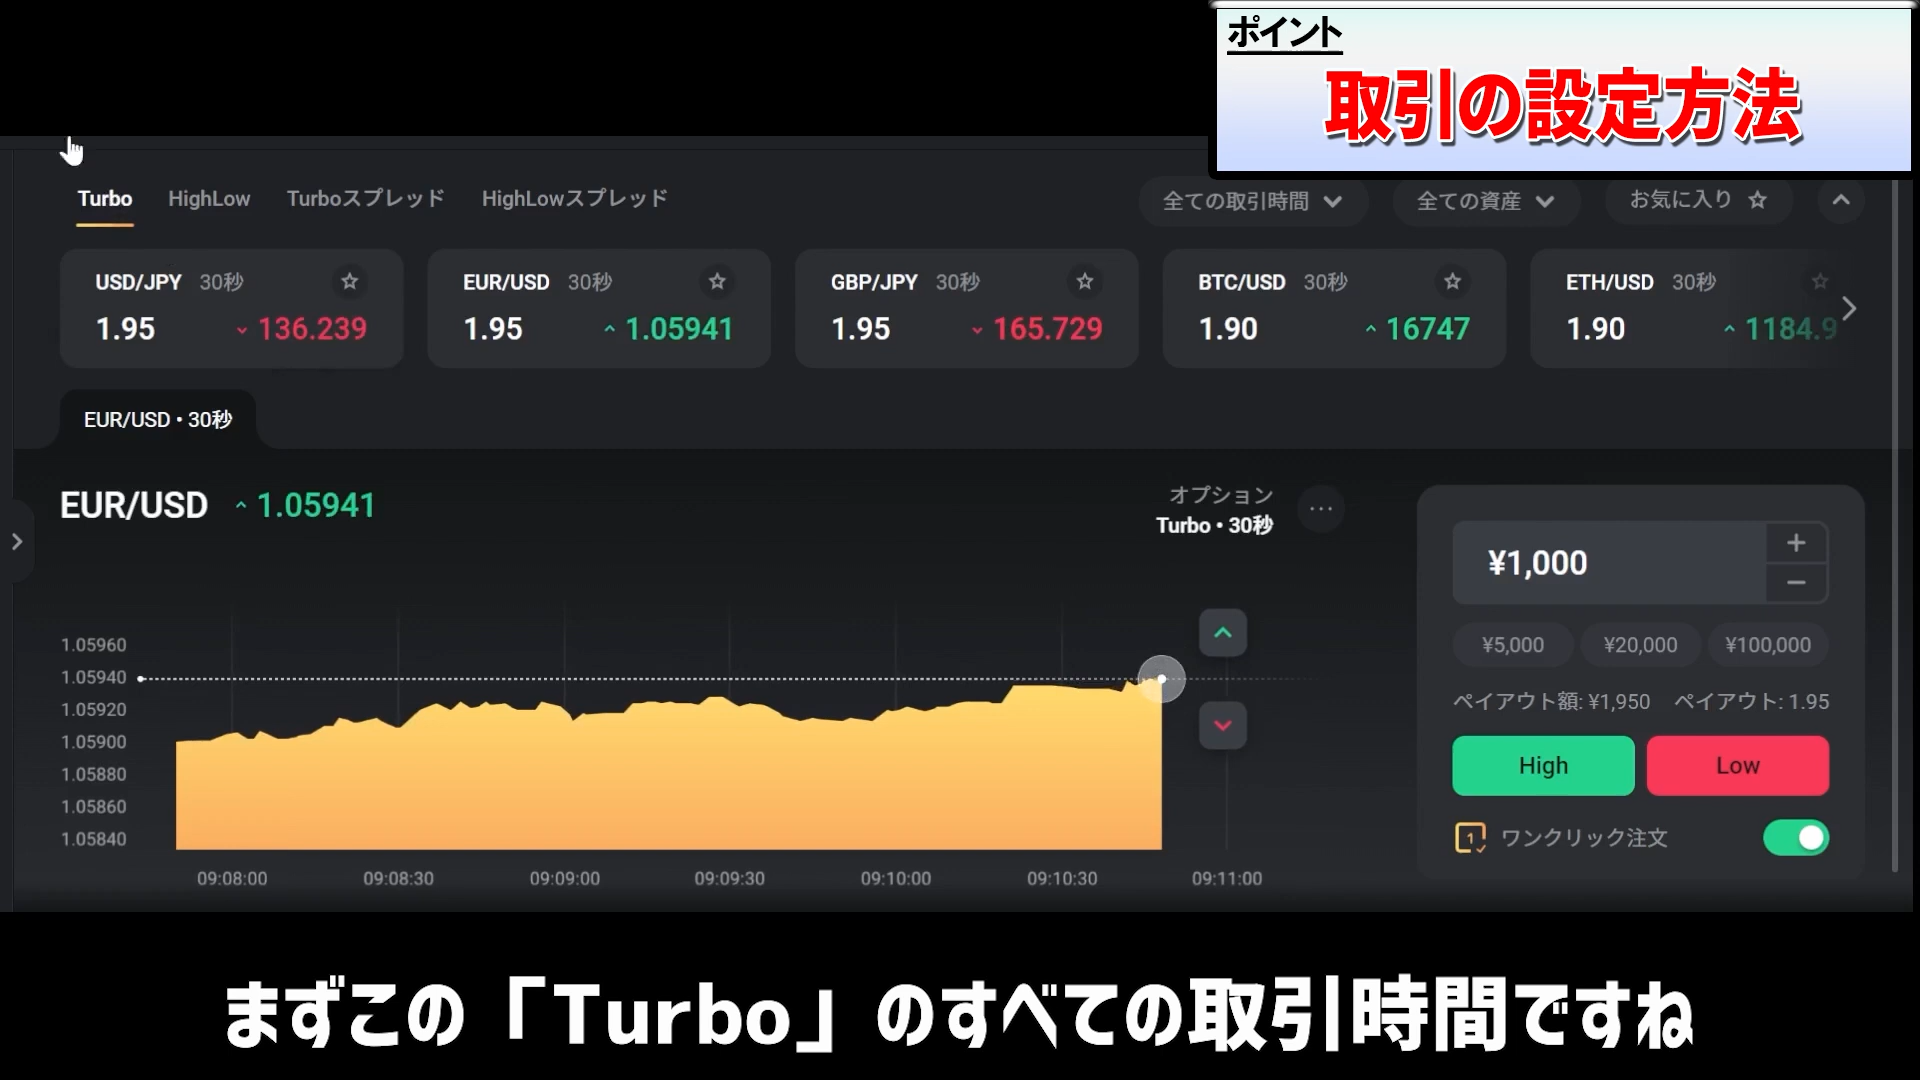 ポイント
取引の設定方法
Turbo HighLow Turboスプレッド HighLowスプレッド 全ての取引時間 全ての資産 お気に入り
USD/JPY 30秒
1.95 136.239
EUR/USD 30秒
1.95 1.05941
GBP/JPY 30秒
1.95 165.729
BTC/USD 30秒
1.90 16747
ETH/USD 30秒
1.90 1184.9
EUR/USD・30秒
EUR/USD 1.05941
オプション
Turbo・30秒
¥1,000
+
−
¥5,000 ¥20,000 ¥100,000
ペイアウト額: ¥1,950 ペイアウト: 1.95
High Low
1 ワンクリック注文
1.05960
1.05940
1.05920
1.05900
1.05880
1.05860
1.05840
09:08:00 09:08:30 09:09:00 09:09:30 09:10:00 09:10:30 09:11:00
まずこの「Turbo」のすべての取引時間ですね